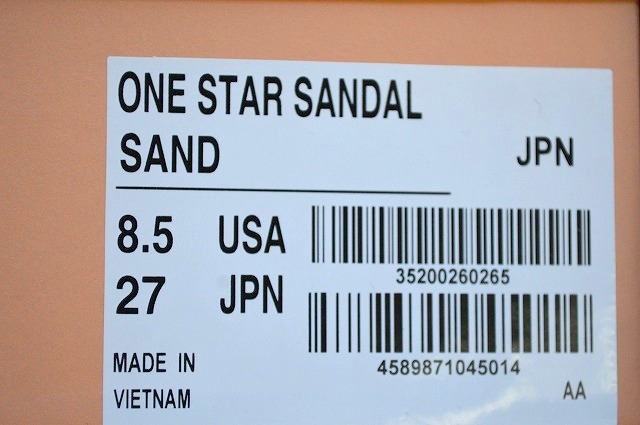 ONE STAR SANDAL
SAND JPN
8.5 USA
35200260265
27 JPN
4589871045014
MADE IN
VIETNAM
AA